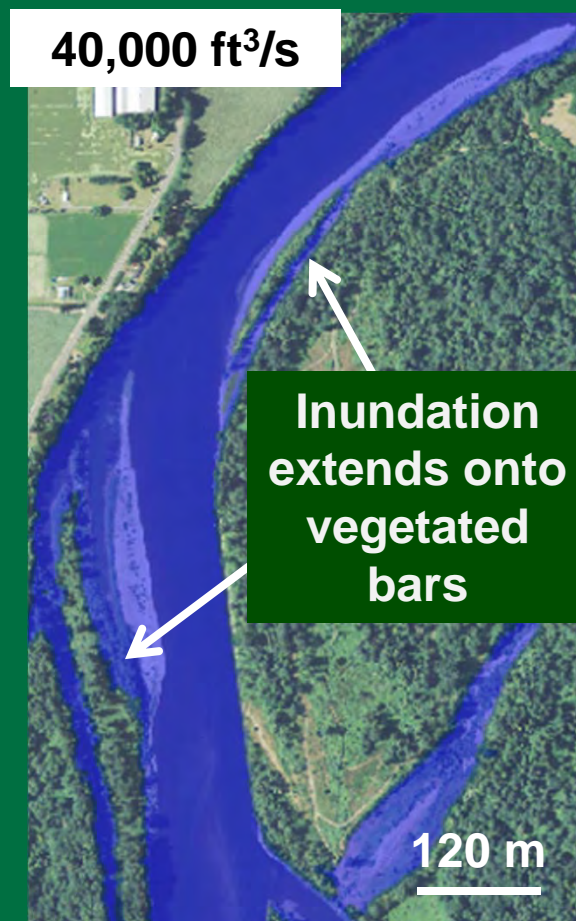 40,000 ft³/s
Inundation
extends onto
vegetated
bars
120 m